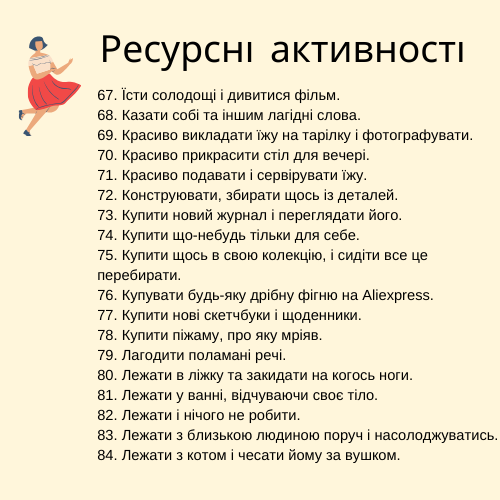 Ресурсні активності
67. Їсти солодощі і дивитися фільм.
68. Казати собі та іншим лагідні слова.
69. Красиво викладати їжу на тарілку і фотографувати.
70. Красиво прикрасити стіл для вечері.
71. Красиво подавати і сервірувати їжу.
72. Конструювати, збирати щось із деталей.
73. Купити новий журнал і переглядати його.
74. Купити що-небудь тільки для себе.
75. Купити щось в свою колекцію, і сидіти все це
перебирати.
76. Купувати будь-яку дрібну фігню на Aliexpress.
77. Купити нові скетчбуки і щоденники.
78. Купити піжаму, про яку мріяв.
79. Лагодити поламані речі.
80. Лежати в ліжку та закидати на когось ноги.
81. Лежати у ванні, відчуваючи своє тіло.
82. Лежати і нічого не робити.
83. Лежати з близькою людиною поруч і насолоджуватись.
84. Лежати з котом і чесати йому за вушком.